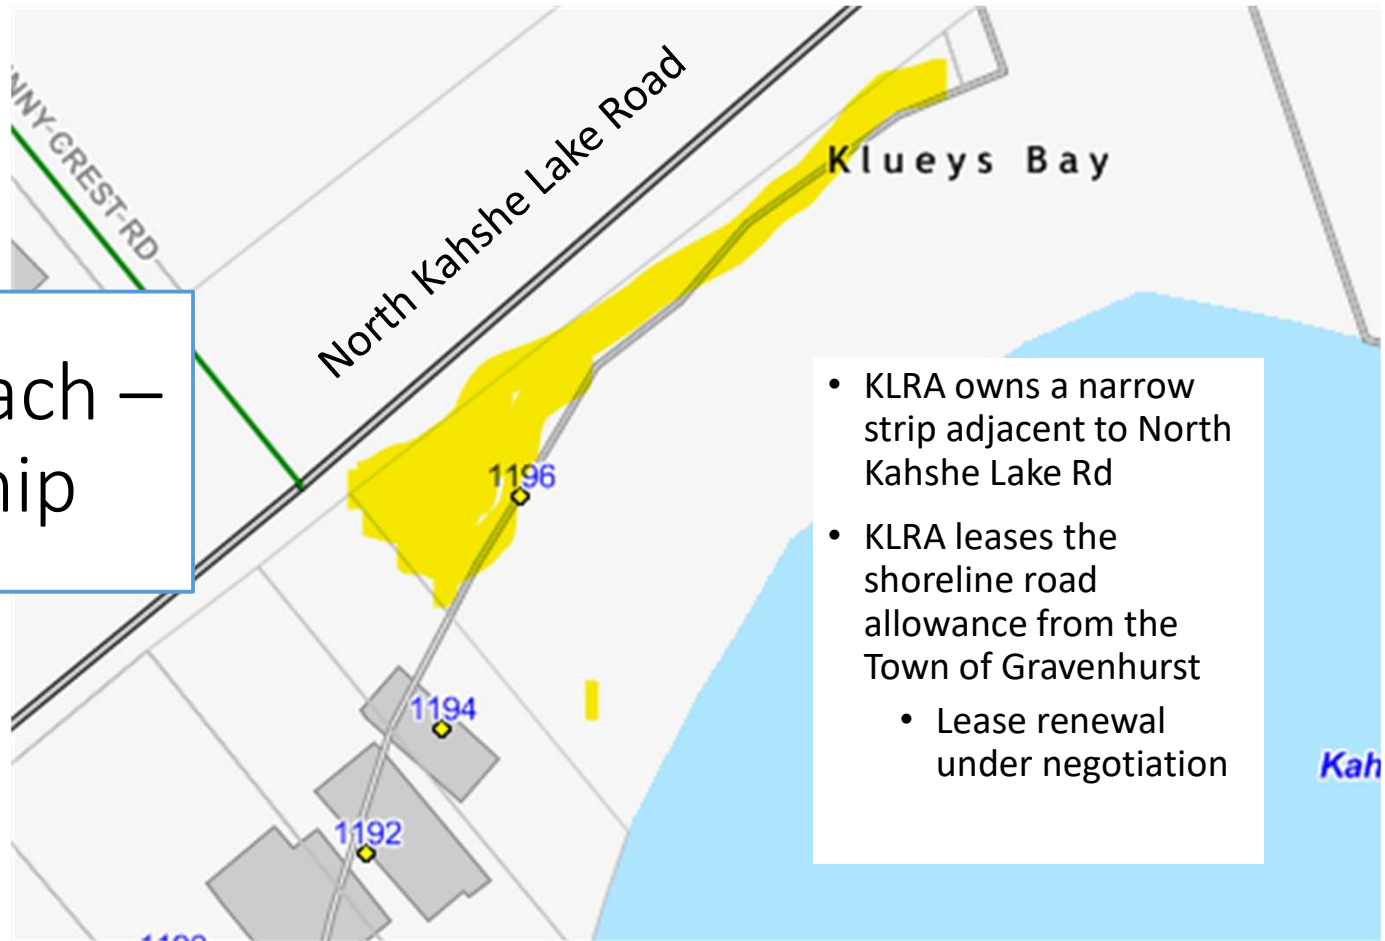 NNY-CREST-RD
North Kahshe Lake Road
Klueys Bay
ach –
hip
1196
1194
1192
• KLRA owns a narrow
strip adjacent to North
Kahshe Lake Rd
• KLRA leases the
shoreline road
allowance from the
Town of Gravenhurst
• Lease renewal
under negotiation
Kah